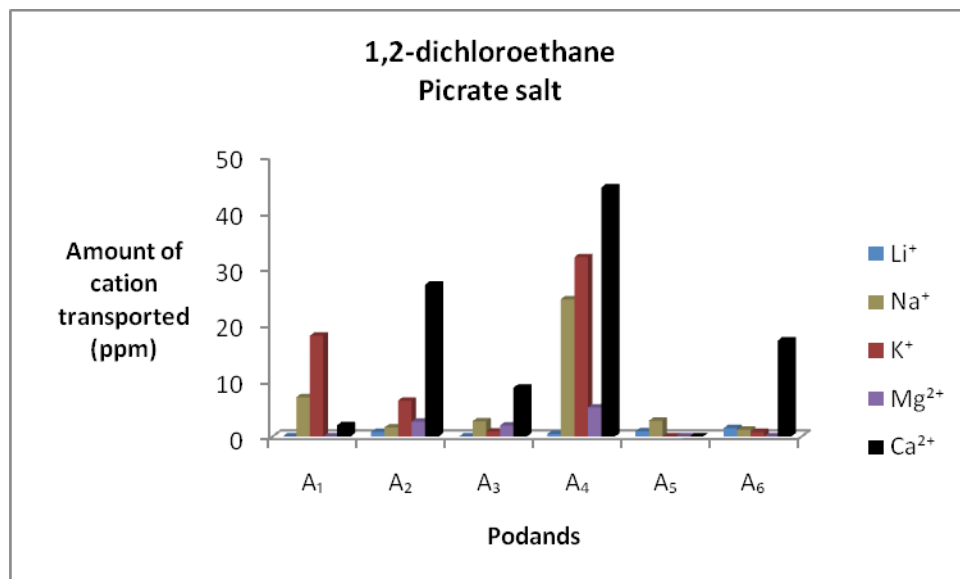 1,2-dichloroethane
Picrate salt
50
40
30
20
10
0
Amount of
cation
transported
(ppm)
A₁ A₂ A₃ A₄ A₅ A₆
Podands
Li⁺
Na⁺
K⁺
Mg²⁺
Ca²⁺